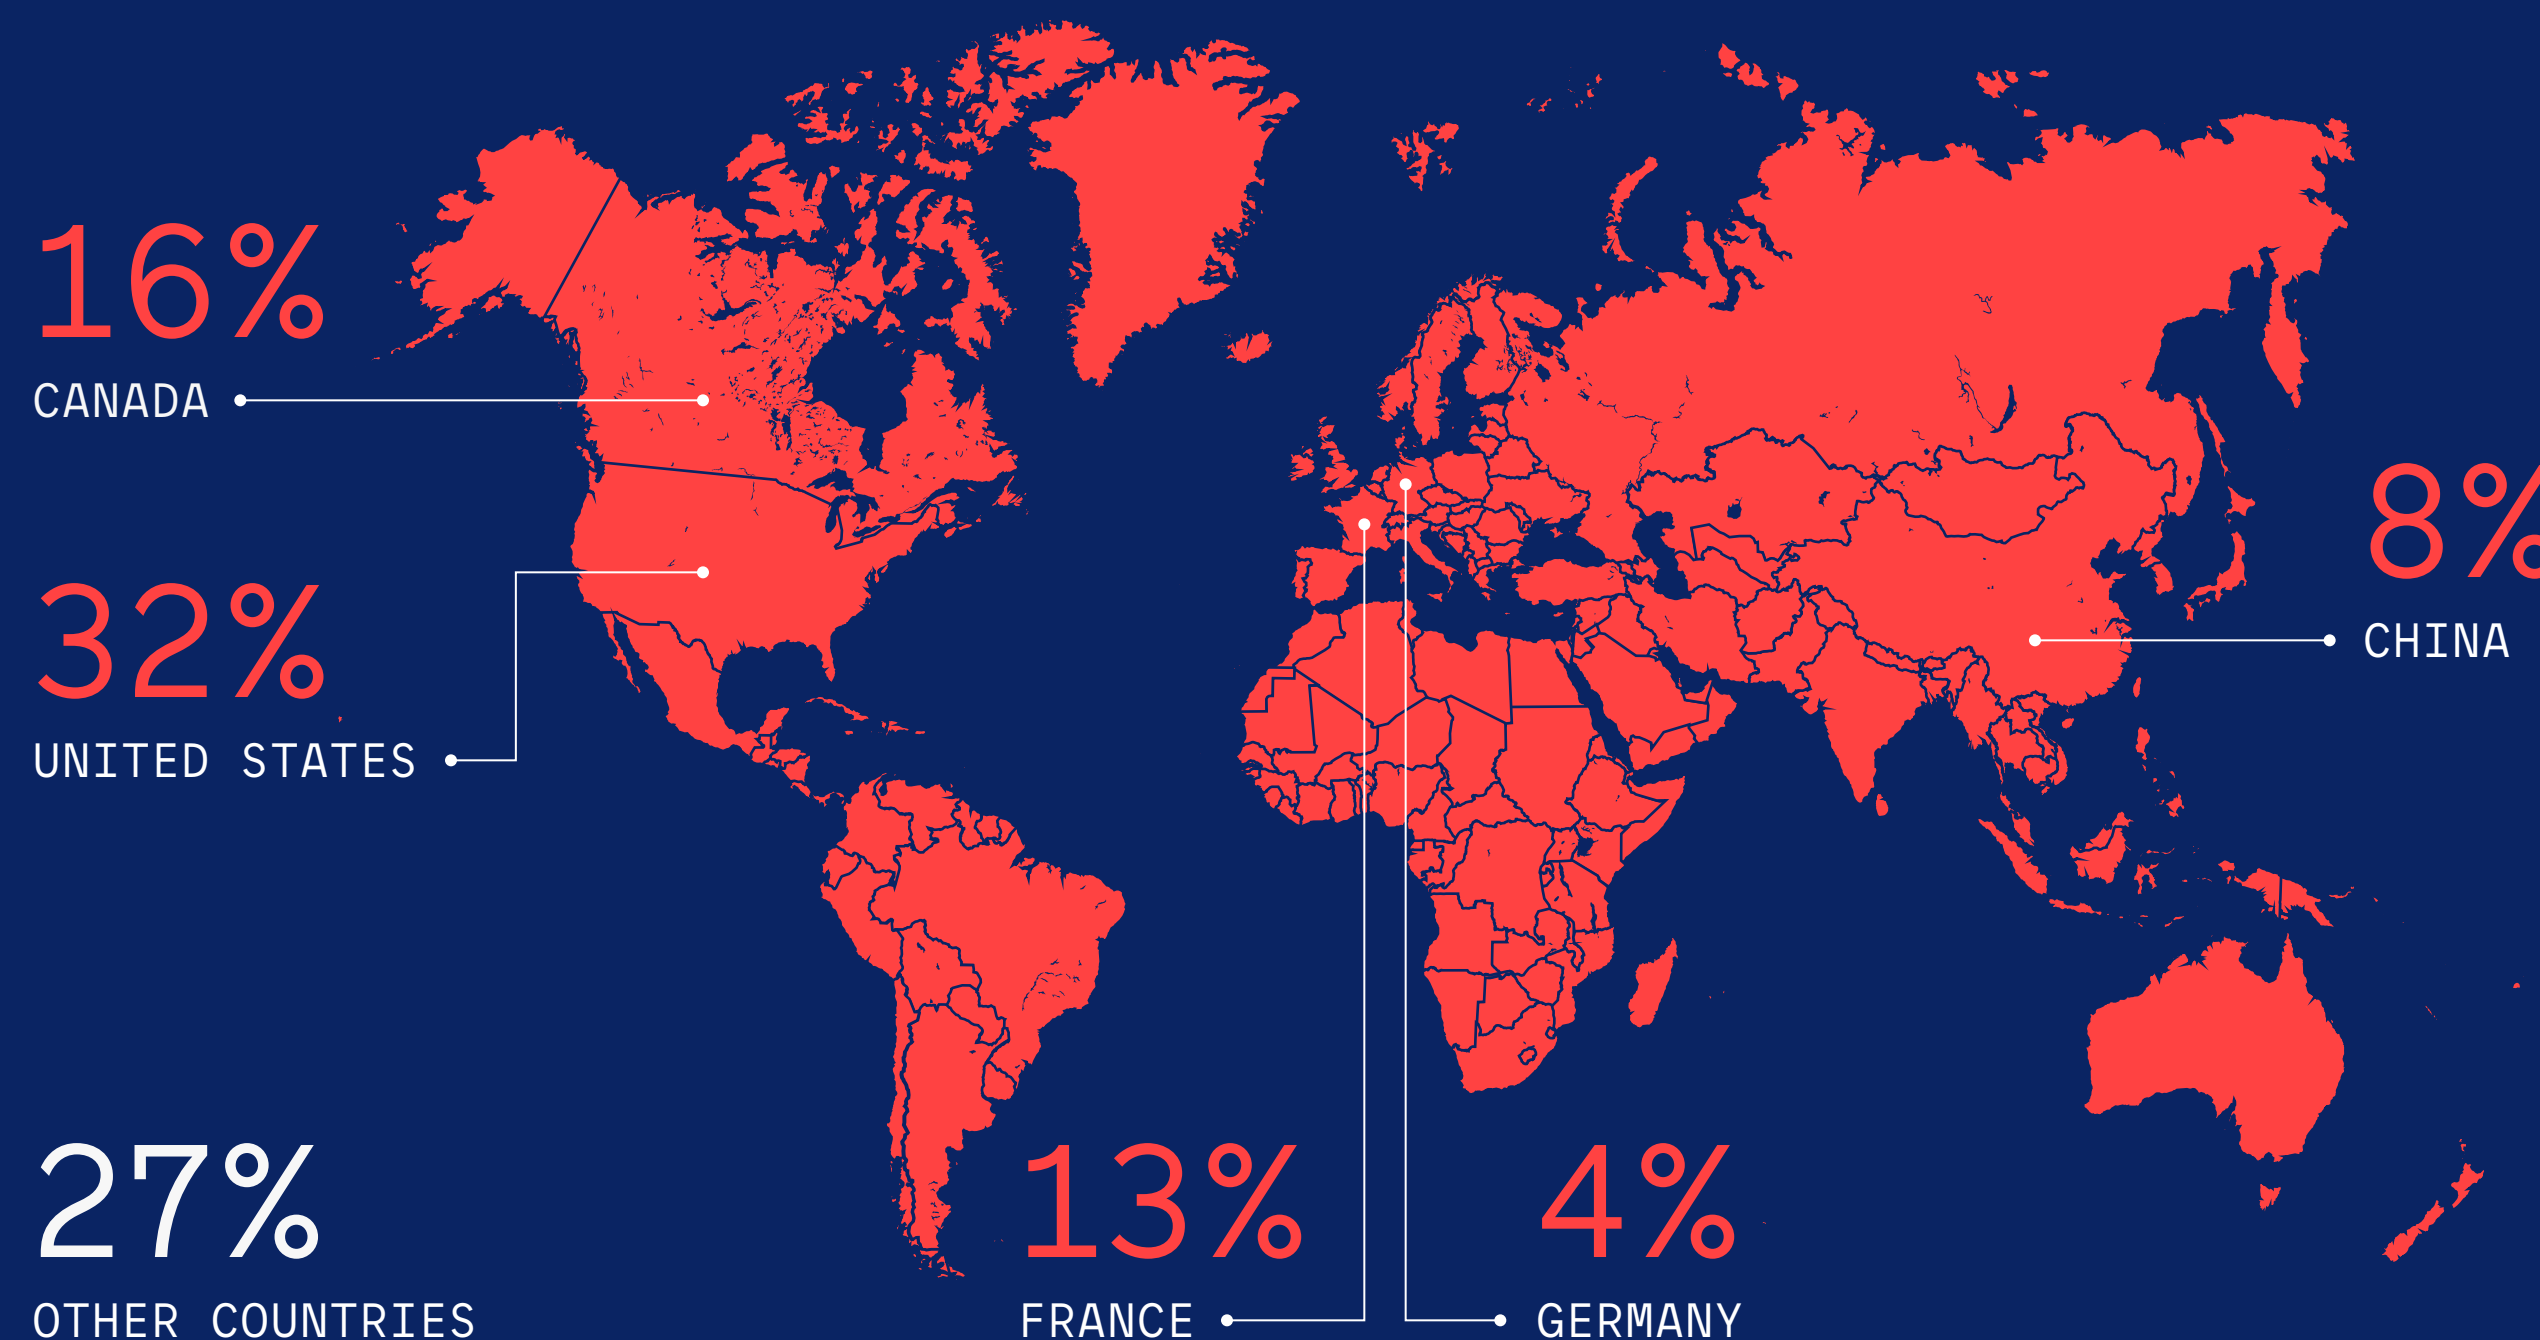 16%
CANADA
32%
UNITED STATES
27%
OTHER COUNTRIES
13%
FRANCE
4%
GERMANY
8%
CHINA